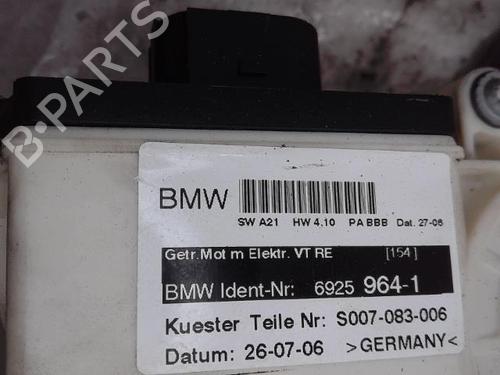 B-PARTS
BMW
SW A21 HW 4.10 PA BBB Dat. 27-06
Getr.Mot m Elektr. VT RE [154]
BMW Ident-Nr: 6925 964-1
Kuester Teile Nr: S007-083-006
Datum: 26-07-06 >GERMANY<